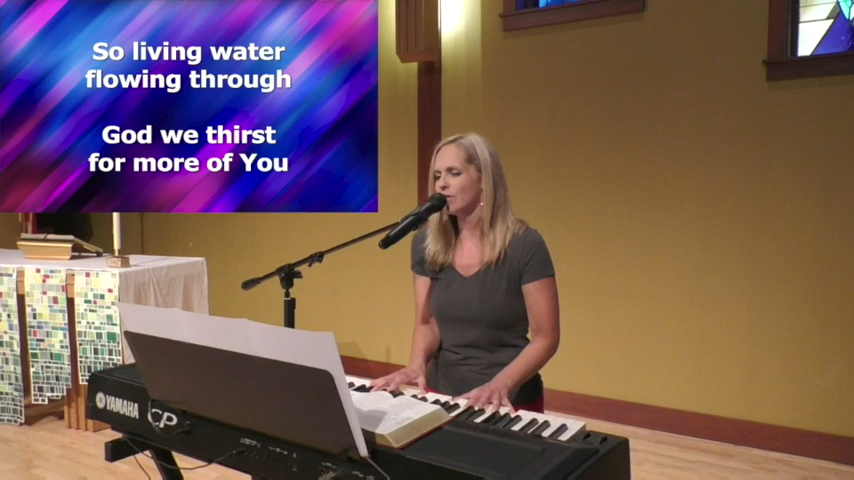 So living water
flowing through
God we thirst
for more of You
YAMAHA
CP